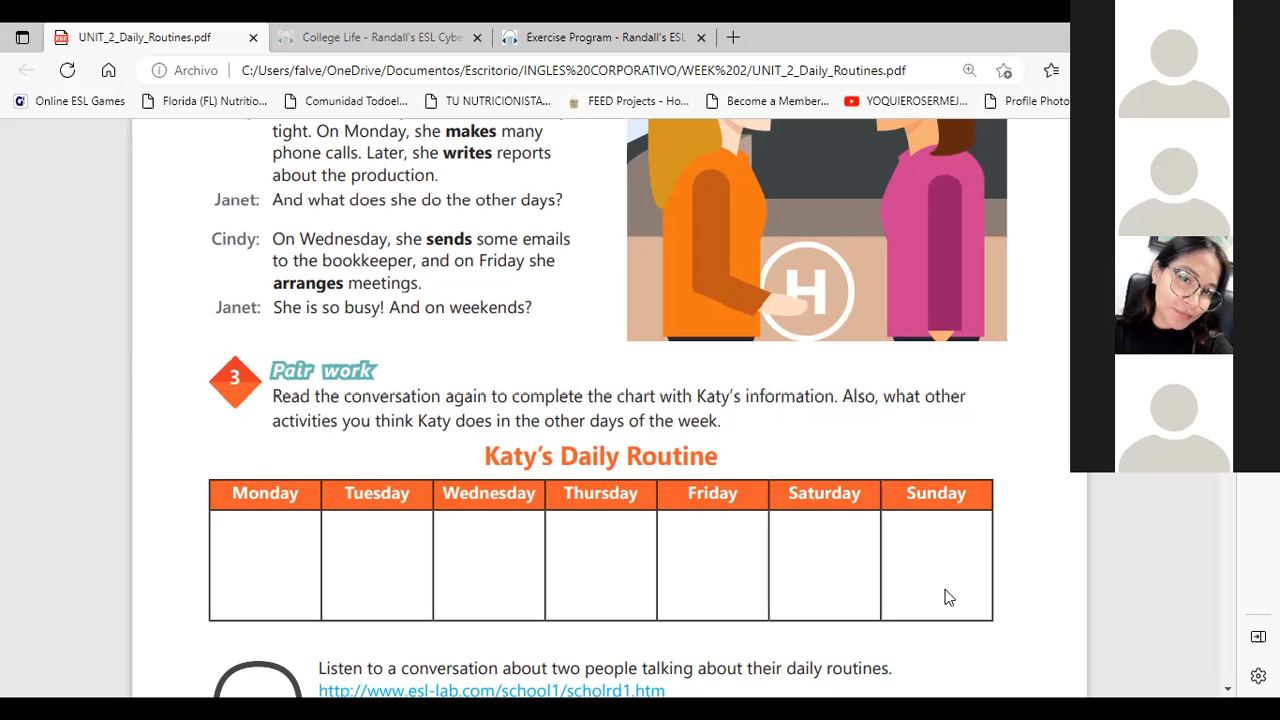 UNIT_2_Daily_Routines.pdf
College Life - Randall's ESL Cybe
Exercise Program - Randall's ESL
Archivo
C:/Users/falve/OneDrive/Documentos/Escritorio/INGLES%20CORPORATIVO/WEEK%202/UNIT_2_Daily_Routines.pdf
Online ESL Games
Florida (FL) Nutritio...
Comunidad Todoel...
TU NUTRICIONISTA...
FEED Projects - Ho...
Become a Member...
YOQUIEROSERMEJ...
Profile Photo
tight. On Monday, she makes many
phone calls. Later, she writes reports
about the production.
Janet: And what does she do the other days?
Cindy: On Wednesday, she sends some emails
to the bookkeeper, and on Friday she
arranges meetings.
Janet: She is so busy! And on weekends?
H
3
Pair work
Read the conversation again to complete the chart with Katy's information. Also, what other
activities you think Katy does in the other days of the week.
Katy's Daily Routine
Monday Tuesday Wednesday Thursday Friday Saturday Sunday
Listen to a conversation about two people talking about their daily routines.
http://www.esl-lab.com/school1/scholrd1.htm